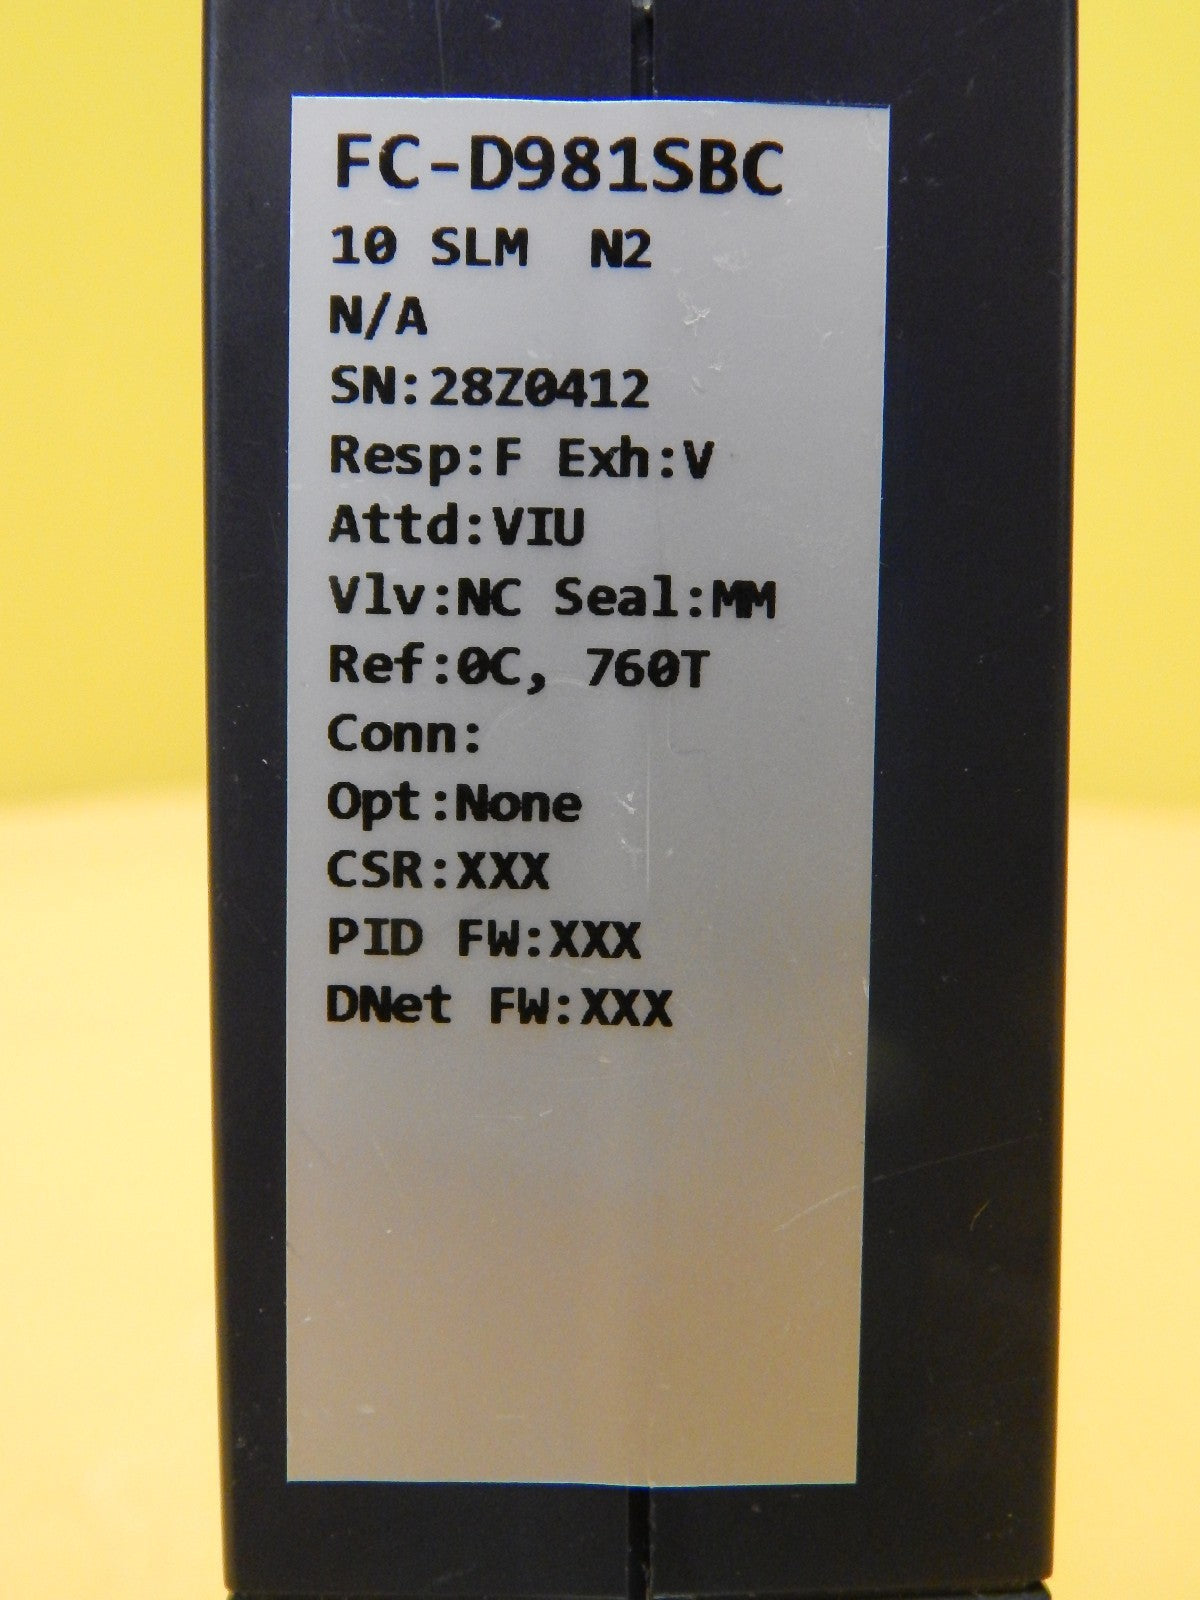 FC-D981SBC
10 SLM  N2
N/A
SN:28Z0412
Resp:F Exh:V
Attd:VIU
Vlv:NC Seal:MM
Ref:0C, 760T
Conn:
Opt:None
CSR:XXX
PID FW:XXX
DNet FW:XXX